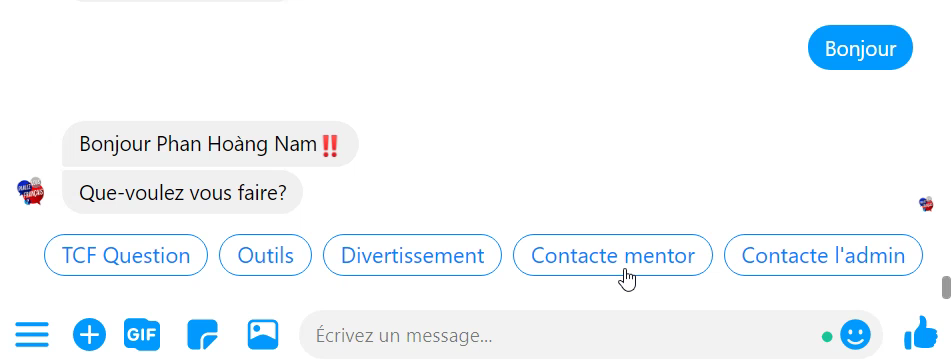 Bonjour
Bonjour Phan Hoàng Nam‼️
Que-voulez vous faire?
TCF Question Outils Divertissement Contacte mentor Contacte l'admin
GIF Écrivez un message...